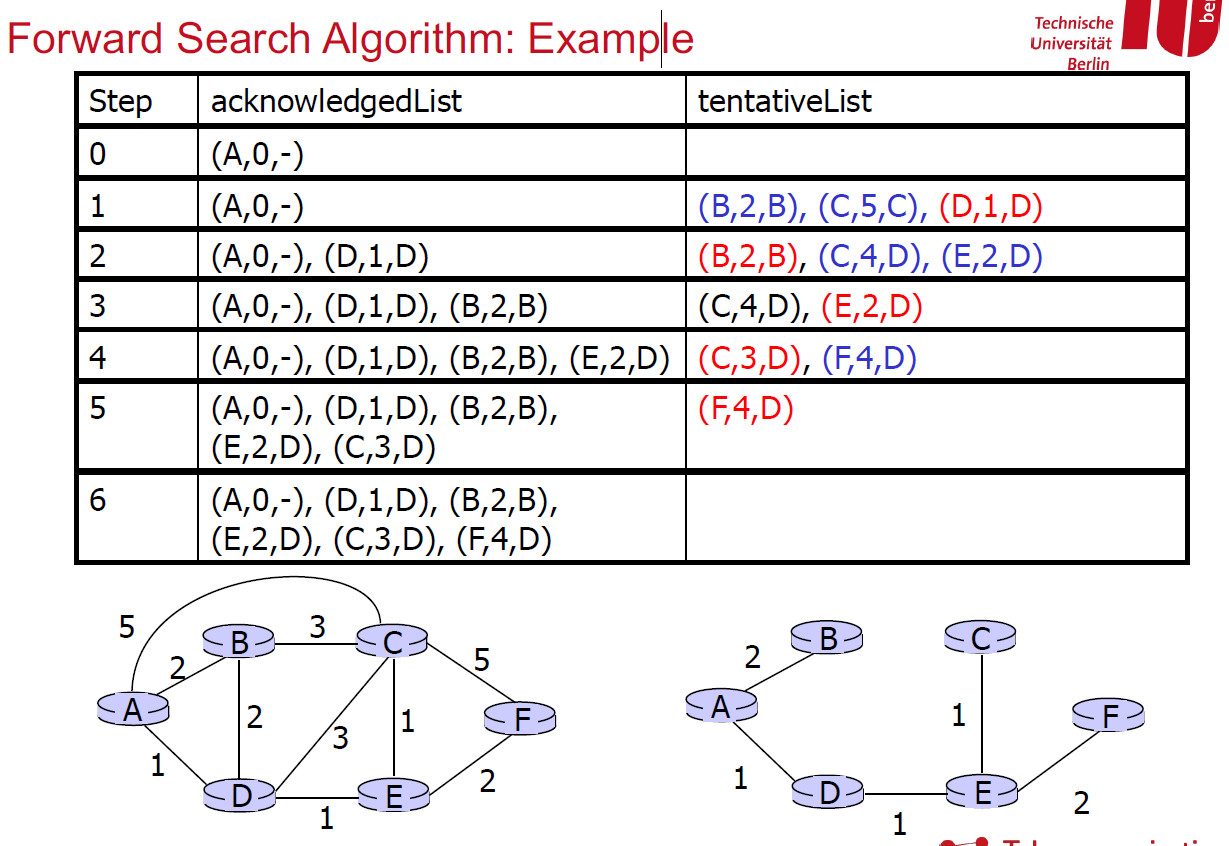 Forward Search Algorithm: Example
Technische
Universität
Berlin
Step acknowledgedList tentativeList
0 (A,0,-)
1 (A,0,-) (B,2,B), (C,5,C), (D,1,D)
2 (A,0,-), (D,1,D) (B,2,B), (C,4,D), (E,2,D)
3 (A,0,-), (D,1,D), (B,2,B) (C,4,D), (E,2,D)
4 (A,0,-), (D,1,D), (B,2,B), (E,2,D) (C,3,D), (F,4,D)
5 (A,0,-), (D,1,D), (B,2,B), (F,4,D)
(E,2,D), (C,3,D)
6 (A,0,-), (D,1,D), (B,2,B),
(E,2,D), (C,3,D), (F,4,D)
5 B 3 C
2 5
A 2 1 F
1 3 2
D 1 E
B C
2
A 1 F
1 D E 2
1